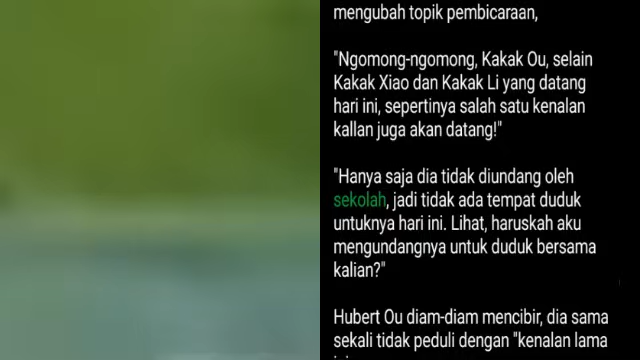 mengubah topik pembicaraan,
"Ngomong-ngomong, Kakak Ou, selain
Kakak Xiao dan Kakak Li yang datang
hari ini, sepertinya salah satu kenalan
kallan juga akan datang!"
"Hanya saja dia tidak diundang oleh
sekolah, jadi tidak ada tempat duduk
untuknya hari ini. Lihat, haruskah aku
mengundangnya untuk duduk bersama
kalian?"
Hubert Ou diam-diam mencibir, dia sama
sekali tidak peduli dengan "kenalan lama